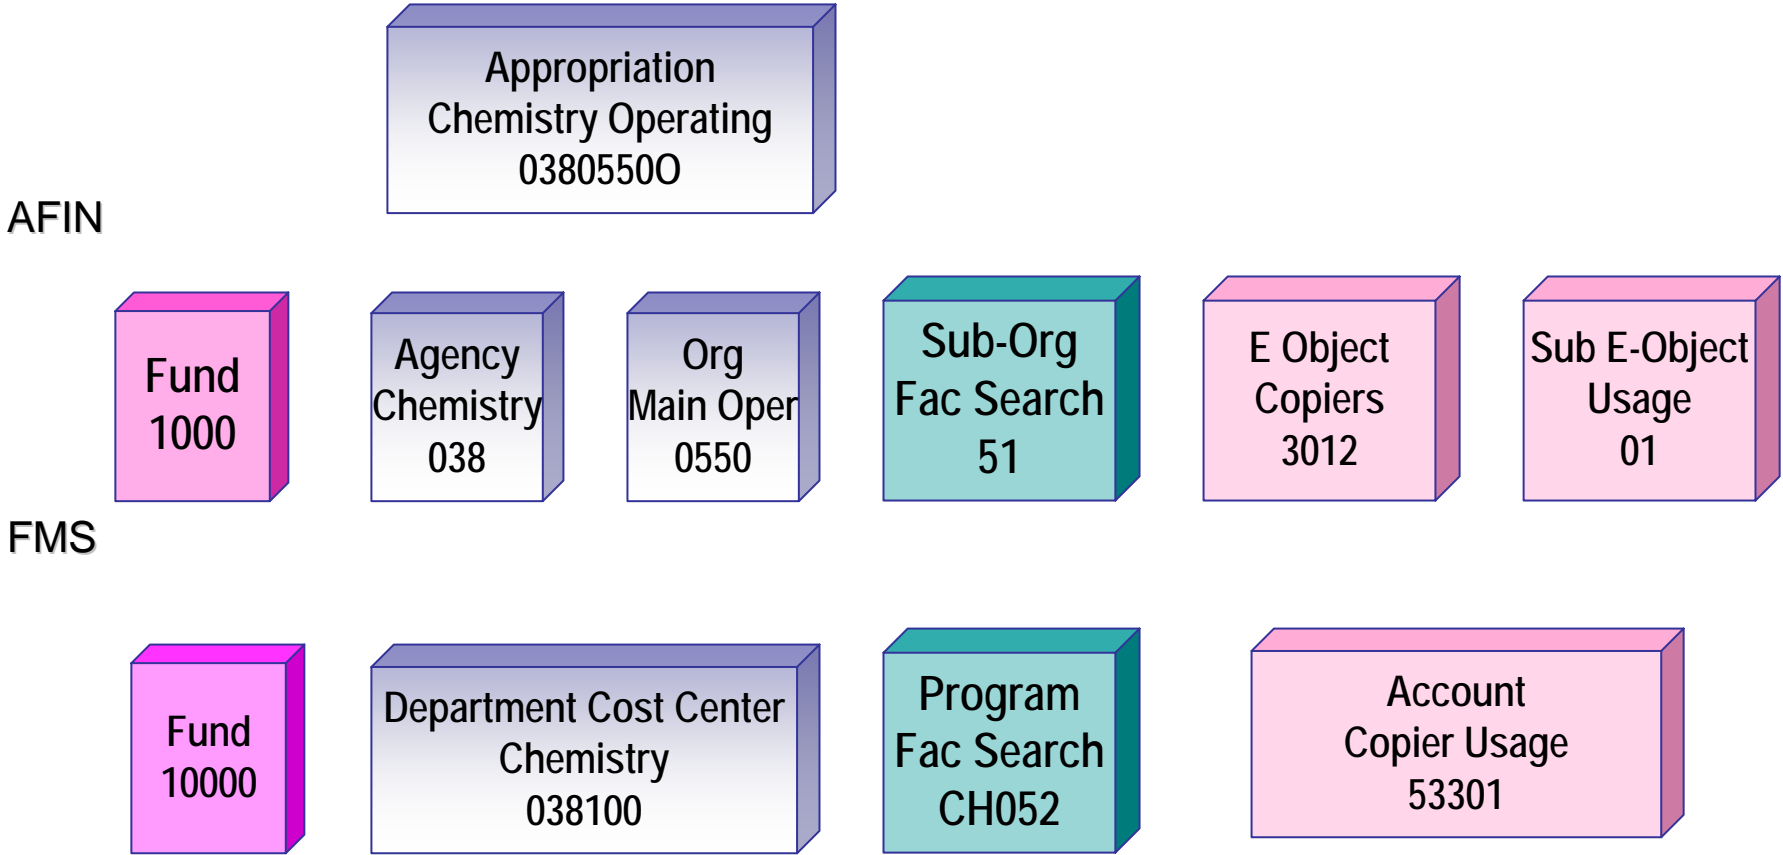 Appropriation
Chemistry Operating
0380550O
AFIN
Fund
1000
Agency
Chemistry
038
Org
Main Oper
0550
Sub-Org
Fac Search
51
E Object
Copiers
3012
Sub E-Object
Usage
01
FMS
Fund
10000
Department Cost Center
Chemistry
038100
Program
Fac Search
CH052
Account
Copier Usage
53301